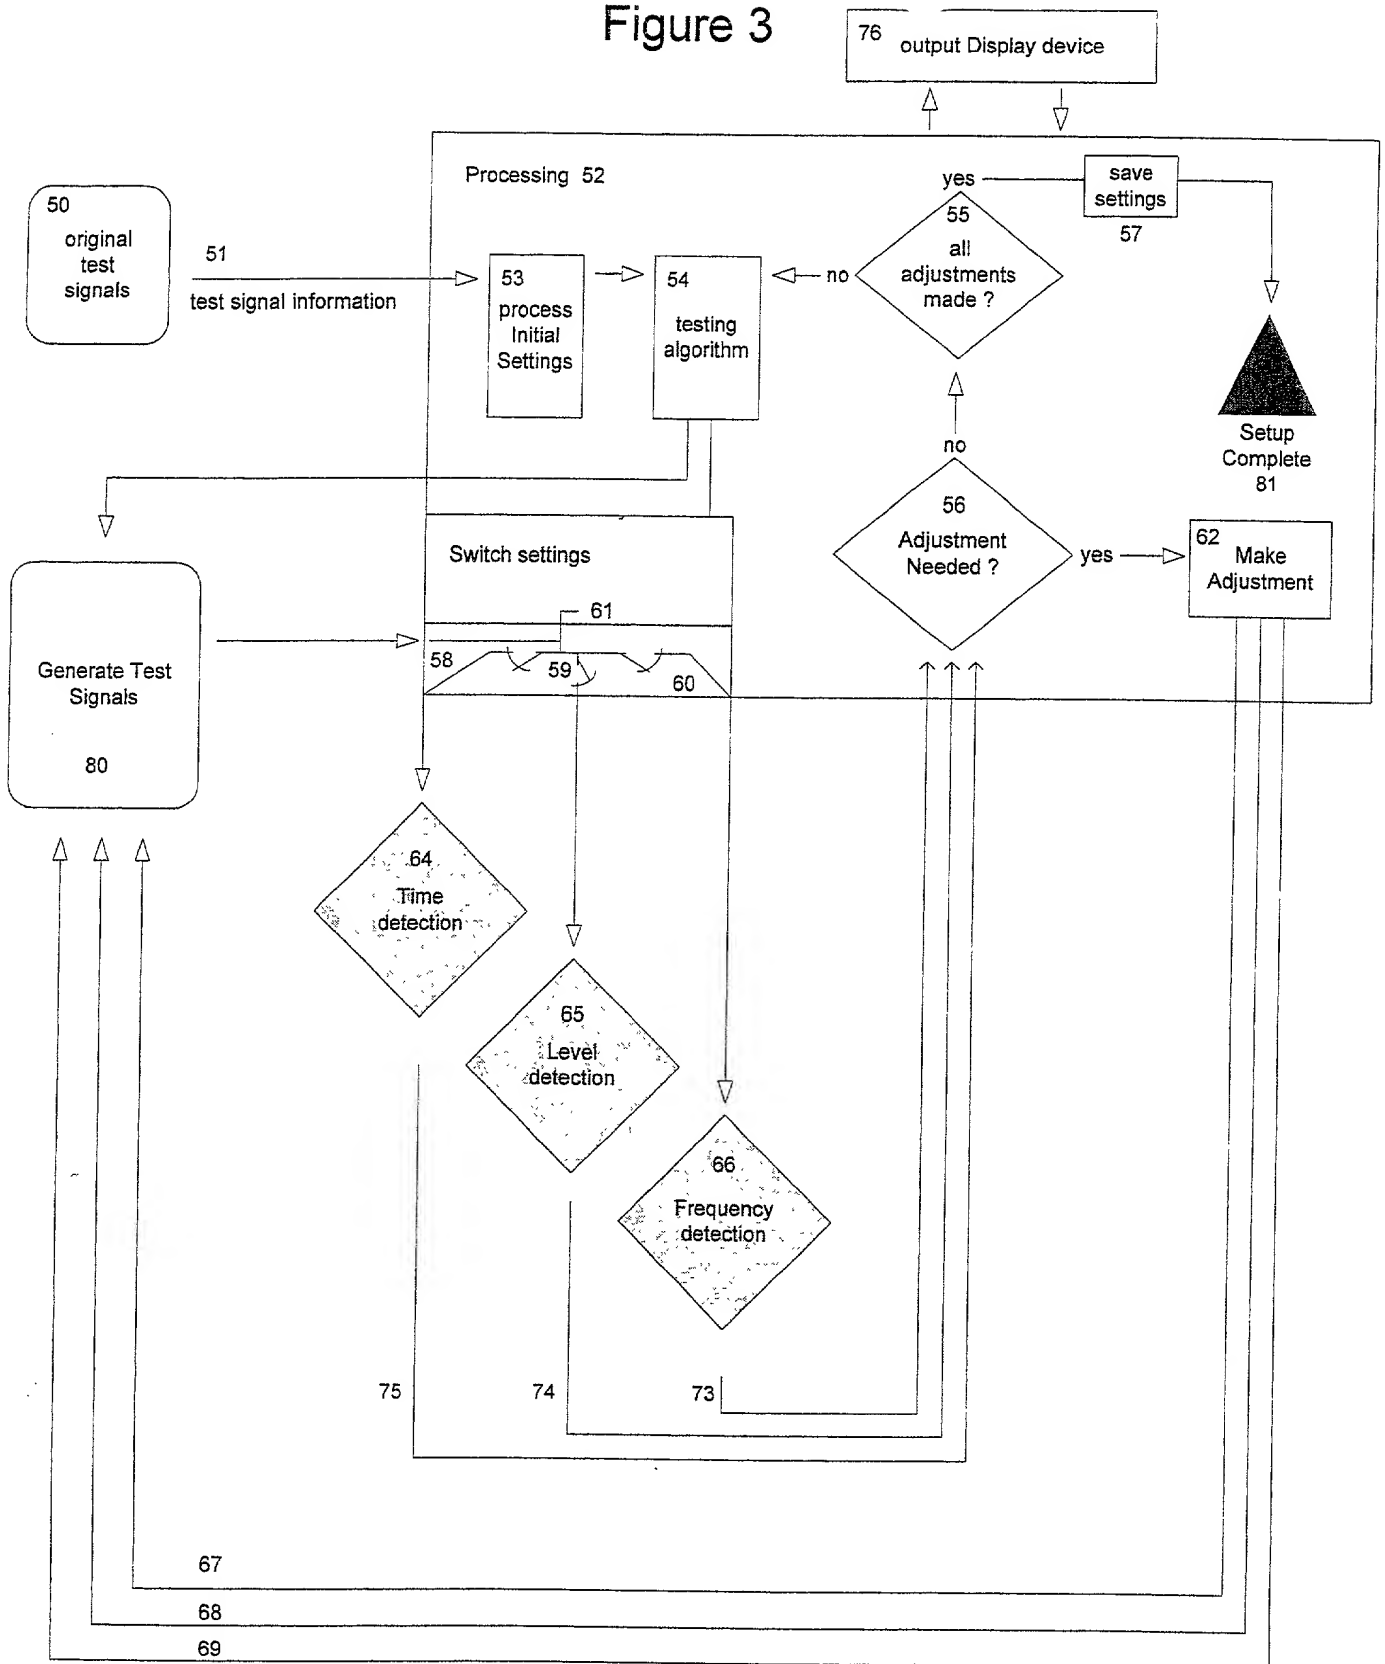 Figure 3
76
output Display device
Processing 52
50
original
test
signals
51
test signal information
53
process
Initial
Settings
54
testing
algorithm
no
yes
55
all
adjustments
made ?
save
settings
57
Setup
Complete
81
no
56
Adjustment
Needed ?
yes
62
Make
Adjustment
Switch settings
61
58
59
60
Generate Test
Signals
80
64
Time
detection
65
Level
detection
66
Frequency
detection
75
74
73
67
68
69